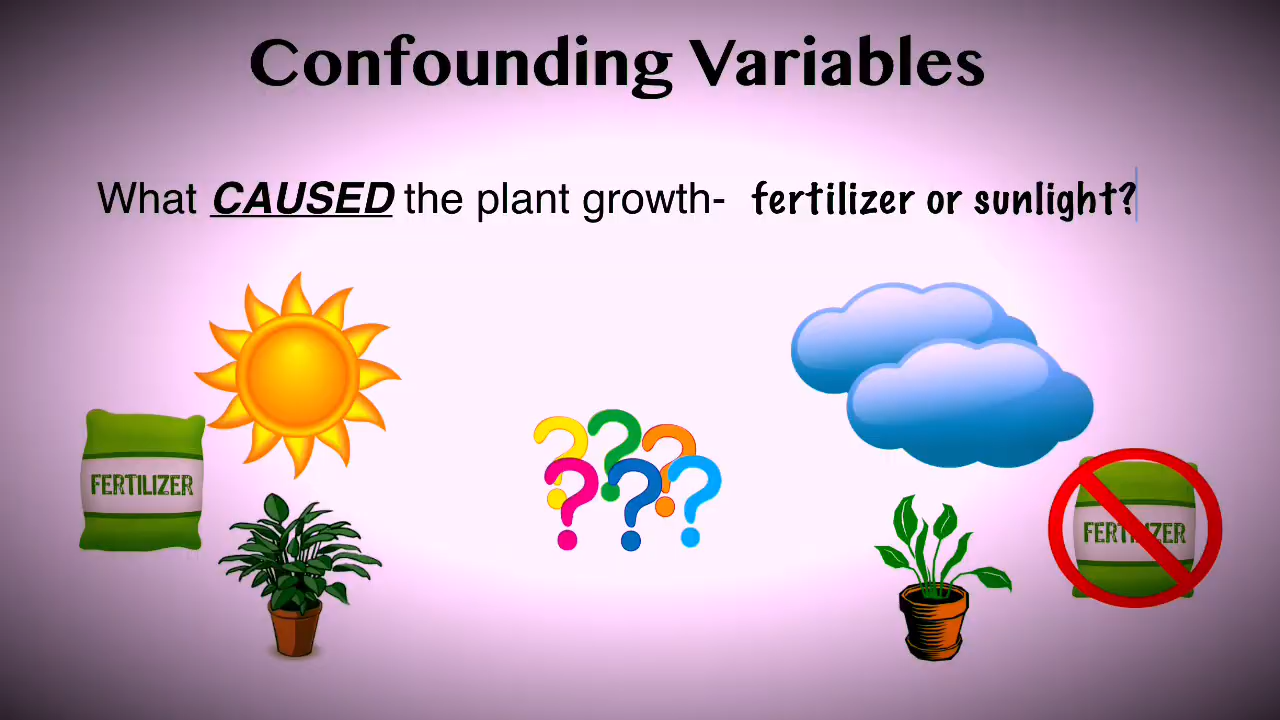 Confounding Variables
What CAUSED the plant growth- fertilizer or sunlight?
FERTILIZER
FERTILIZER